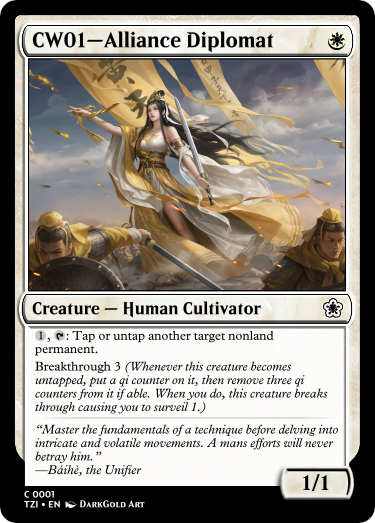 CW01—Alliance Diplomat
Creature — Human Cultivator
1, : Tap or untap another target nonland
permanent.
Breakthrough 3 (Whenever this creature becomes
untapped, put a qi counter on it, then remove three qi
counters from it if able. When you do, this creature breaks
through causing you to surveil 1.)
“Master the fundamentals of a technique before delving into
intricate and volatile movements. A mans efforts will never
betray him.”
—Báihè, the Unifier
1/1
C 0001
TZI • EN DarkGold Art